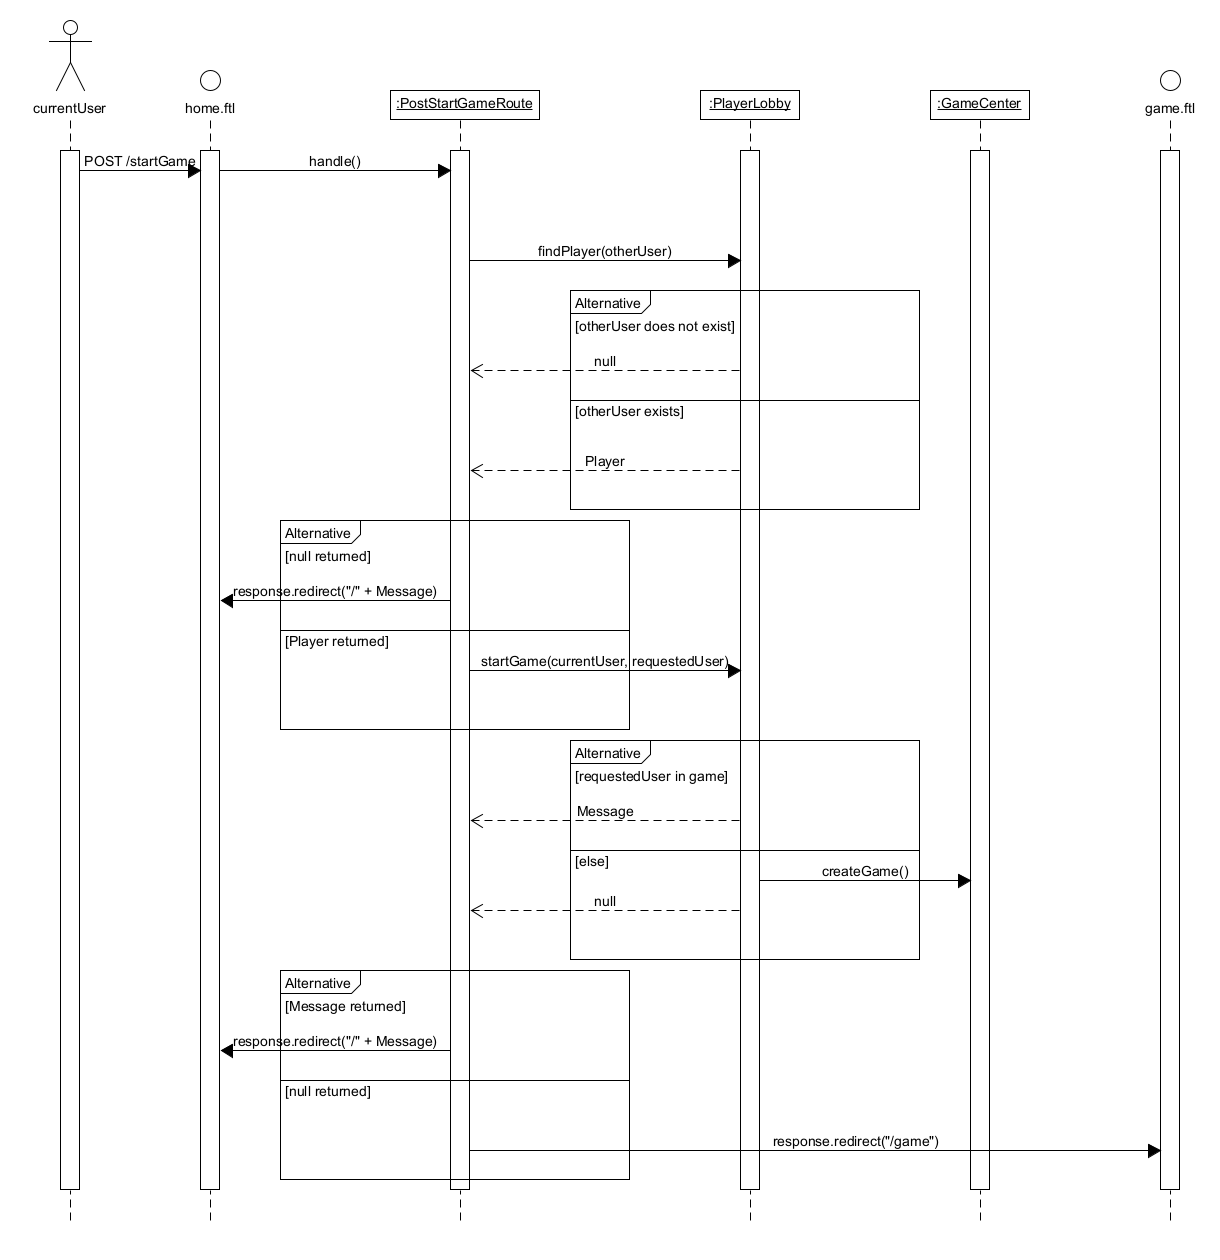 currentUser
home.ftl
:PostStartGameRoute
:PlayerLobby
:GameCenter
game.ftl
POST /startGame
handle()
findPlayer(otherUser)
Alternative
[otherUser does not exist]
null
[otherUser exists]
Player
Alternative
[null returned]
response.redirect("/" + Message)
[Player returned]
startGame(currentUser, requestedUser)
Alternative
[requestedUser in game]
Message
[else]
createGame()
null
Alternative
[Message returned]
response.redirect("/" + Message)
[null returned]
response.redirect("/game")